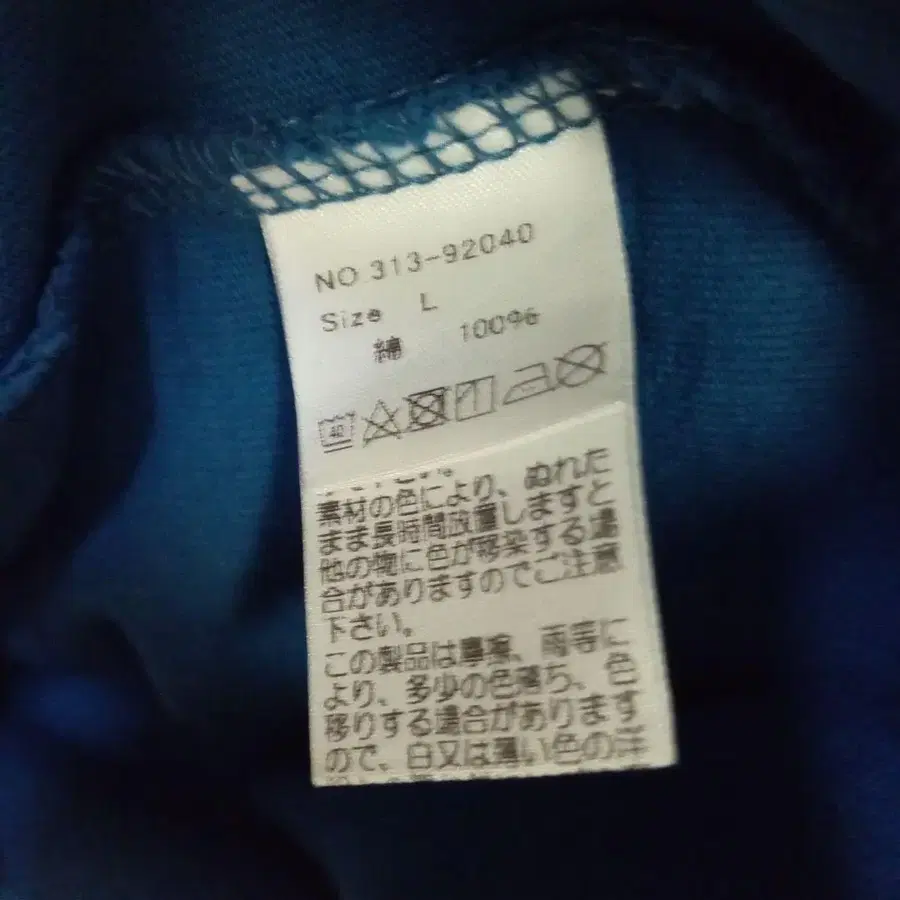 NO.313-92040
Size L
綿 100%
40
素材の色により、ぬれた
まま長時間放置しますと
他の物に色が移染する場
合がありますのでご注意
下さい。
この製品は摩擦、雨等に
より、多少の色落ち、色
移りする場合があります
ので、白又は薄い色の洋